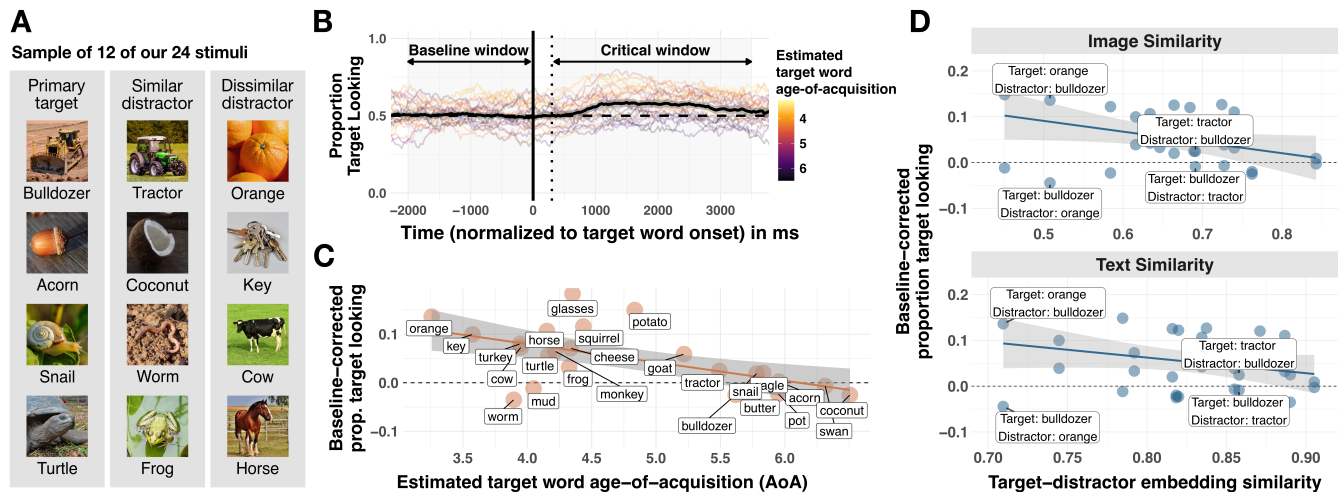 A
Sample of 12 of our 24 stimuli
Primary
target
Similar
distractor
Dissimilar
distractor
Bulldozer
Tractor
Orange
Acorn
Coconut
Key
Snail
Worm
Cow
Turtle
Frog
Horse
B
Proportion
Target Looking
1.0
0.5
0.0
Baseline window
Critical window
−2000
−1000
0
1000
2000
3000
Time (normalized to target word onset) in ms
Estimated
target word
age−of−acquisition
4
5
6
C
Baseline−corrected
prop. target looking
0.1
0.0
−0.1
glasses
potato
orange
key
horse
squirrel
turkey
cheese
turtle
goat
cow
frog
monkey
tractor
snail
eagle
acorn
worm
mud
butter
coconut
bulldozer
pot
swan
3.5
4.0
4.5
5.0
5.5
6.0
Estimated target word age−of−acquisition (AoA)
D
Baseline−corrected
proportion target looking
Image Similarity
0.2
0.1
0.0
−0.1
Target: orange
Distractor: bulldozer
Target: tractor
Distractor: bulldozer
Target: bulldozer
Distractor: orange
Target: bulldozer
Distractor: tractor
0.5
0.6
0.7
0.8
Text Similarity
0.2
0.1
0.0
−0.1
Target: orange
Distractor: bulldozer
Target: tractor
Distractor: bulldozer
Target: bulldozer
Distractor: orange
Target: bulldozer
Distractor: tractor
0.70
0.75
0.80
0.85
0.90
Target−distractor embedding similarity